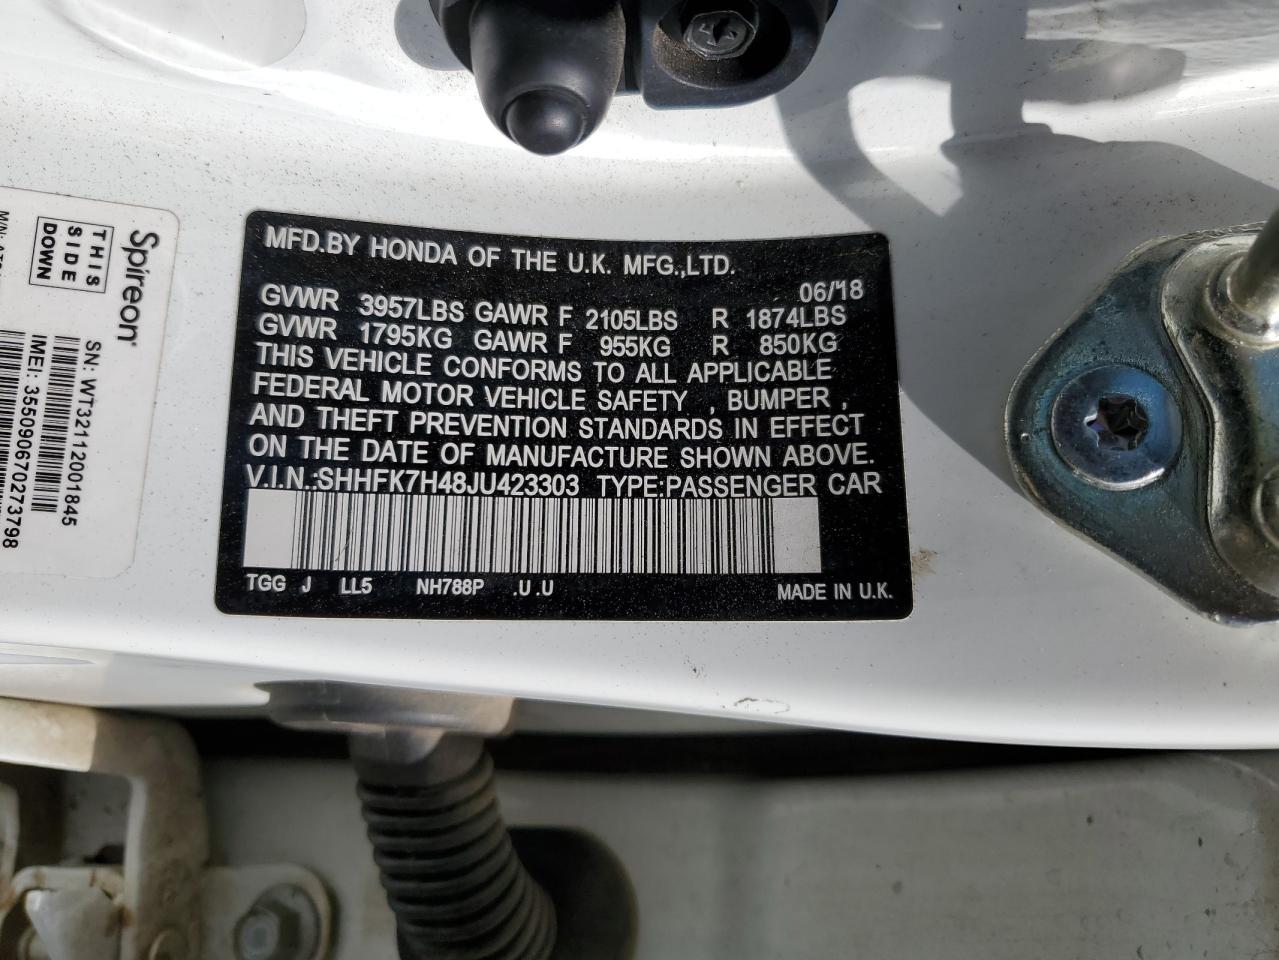 MFD.BY HONDA OF THE U.K. MFG.,LTD.
06/18
GVWR 3957LBS GAWR F 2105LBS R 1874LBS
GVWR 1795KG GAWR F 955KG R 850KG
THIS VEHICLE CONFORMS TO ALL APPLICABLE
FEDERAL MOTOR VEHICLE SAFETY , BUMPER ,
AND THEFT PREVENTION STANDARDS IN EFFECT
ON THE DATE OF MANUFACTURE SHOWN ABOVE.
V.I.N.:SHHFK7H48JU423303 TYPE:PASSENGER CAR
TGG J LL5 NH788P .U.U MADE IN U.K.
Spireon
THIS
SIDE
DOWN
SN: WT32112001845
IMEI: 355096670273798
M/N: